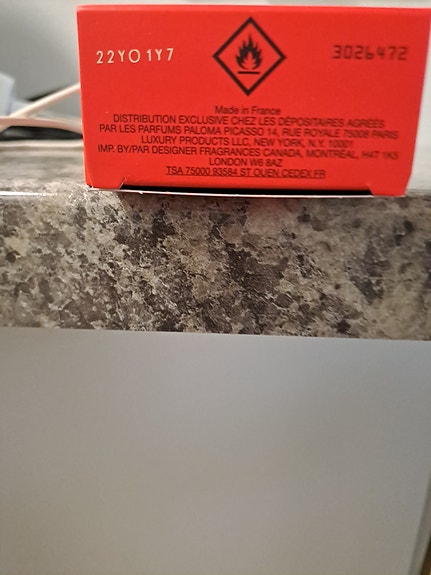 22YO1Y7
3026472
Made in France
DISTRIBUTION EXCLUSIVE CHEZ LES DÉPOSITAIRES AGRÉÉS
PAR LES PARFUMS PALOMA PICASSO 14, RUE ROYALE 75008 PARIS
LUXURY PRODUCTS LLC, NEW YORK, N.Y. 10001
IMP. BY/PAR DESIGNER FRAGRANCES CANADA, MONTRÉAL, H4T 1K5
LONDON W6 8AZ
TSA 75000 93584 ST OUEN CEDEX.FR